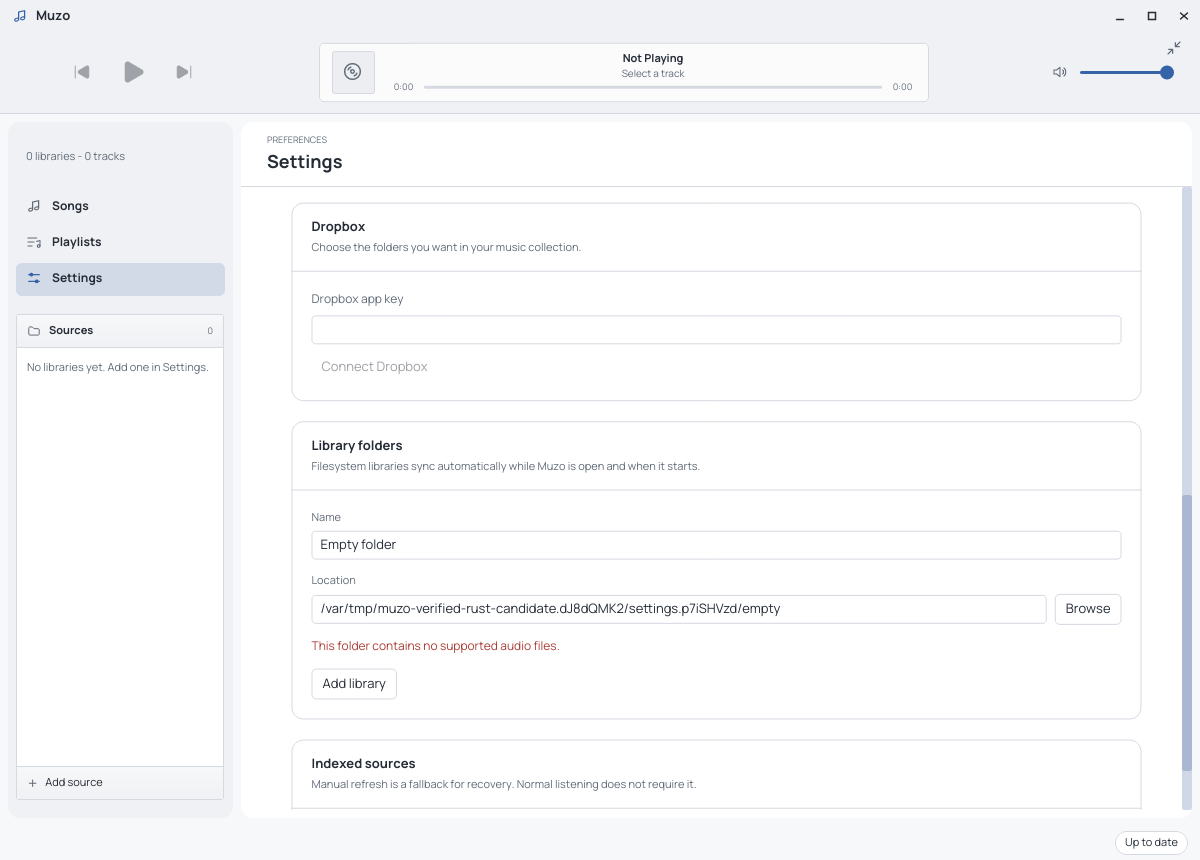 Muzo
Not Playing
Select a track
0:00
0:00
0 libraries - 0 tracks
Songs
Playlists
Settings
Sources
0
No libraries yet. Add one in Settings.
Add source
PREFERENCES
Settings
Dropbox
Choose the folders you want in your music collection.
Dropbox app key
Connect Dropbox
Library folders
Filesystem libraries sync automatically while Muzo is open and when it starts.
Name
Empty folder
Location
/var/tmp/muzo-verified-rust-candidate.dJ8dQMK2/settings.p7iSHVzd/empty
Browse
This folder contains no supported audio files.
Add library
Indexed sources
Manual refresh is a fallback for recovery. Normal listening does not require it.
Up to date